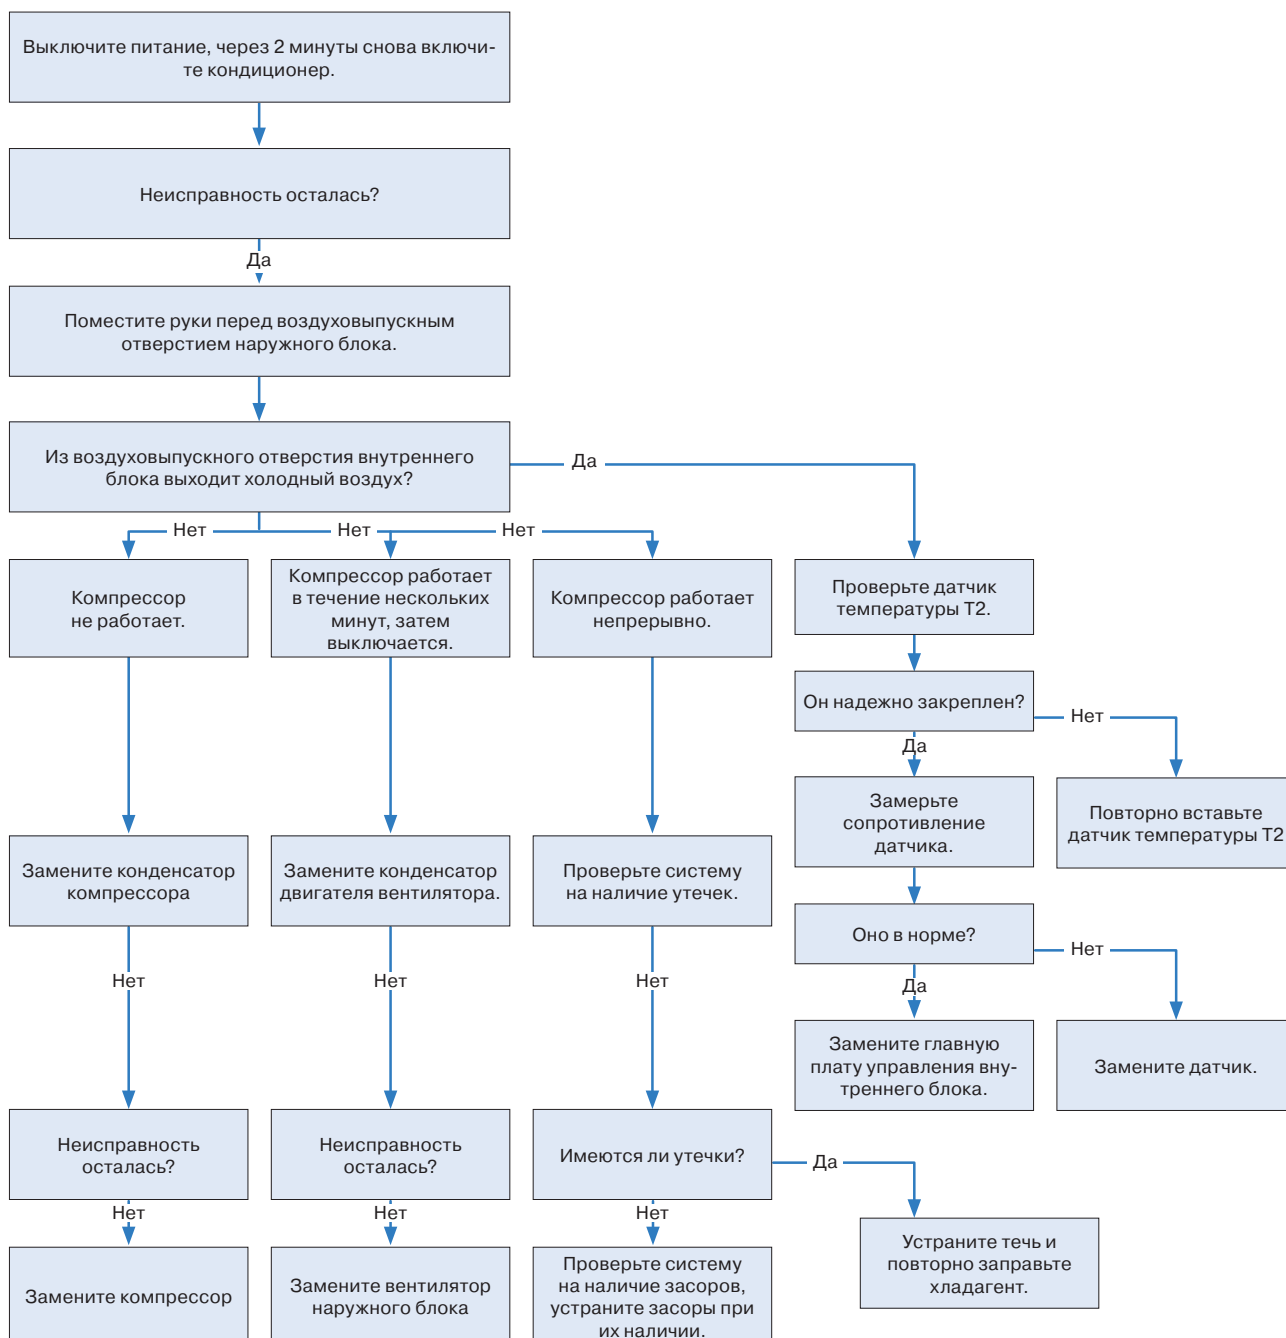 Выключите питание, через 2 минуты снова включи-
те кондиционер.
Неисправность осталась?
Да
Поместите руки перед воздуховыпускным
отверстием наружного блока.
Из воздуховыпускного отверстия внутреннего
блока выходит холодный воздух?
Да
Нет
Нет
Нет
Компрессор
не работает.
Компрессор работает
в течение нескольких
минут, затем
выключается.
Компрессор работает
непрерывно.
Проверьте датчик
температуры T2.
Он надежно закреплен?
Нет
Да
Замерьте
сопротивление
датчика.
Повторно вставьте
датчик температуры T2
Замените конденсатор
компрессора
Замените конденсатор
двигателя вентилятора.
Проверьте систему
на наличие утечек.
Оно в норме?
Нет
Да
Нет
Нет
Нет
Замените главную
плату управления вну-
треннего блока.
Замените датчик.
Неисправность
осталась?
Неисправность
осталась?
Имеются ли утечки?
Да
Нет
Нет
Нет
Устраните течь и
повторно заправьте
хладагент.
Замените компрессор
Замените вентилятор
наружного блока
Проверьте систему
на наличие засоров,
устраните засоры при
их наличии.